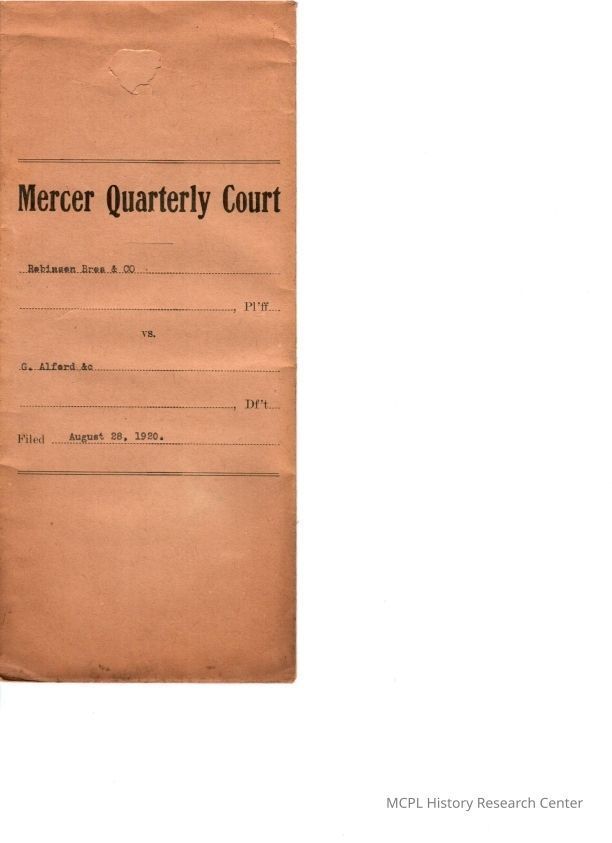 Mercer Quarterly Court
Robinson Bros & CO
, Pl'ff
vs.
G. Alford &c
, Df't
Filed August 28, 1920.
MCPL History Research Center